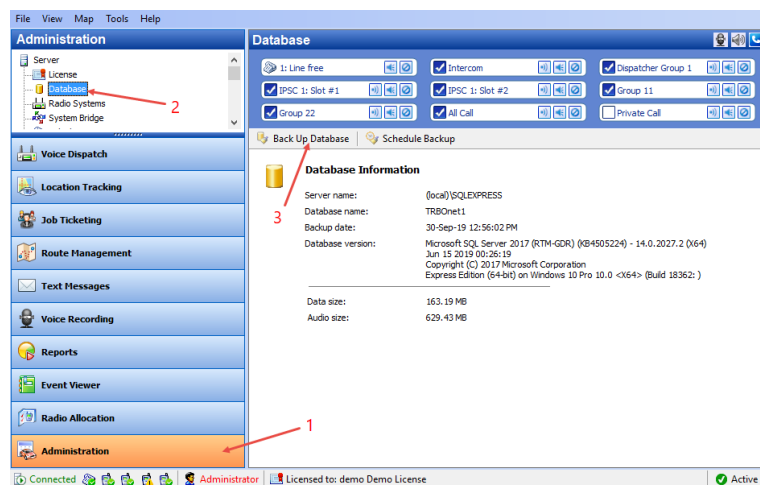 File View Map Tools Help
Administration
Database
Server
License
Database
Radio Systems
System Bridge
2
1: Line free
Intercom
Dispatcher Group 1
IPSC 1: Slot #1
IPSC 1: Slot #2
Group 11
Group 22
All Call
Private Call
Back Up Database
Schedule Backup
3
Database Information
Server name: (local)\SQLEXPRESS
Database name: TRBOnet1
Backup date: 30-Sep-19 12:56:02 PM
Database version: Microsoft SQL Server 2017 (RTM-GDR) (KB4505224) - 14.0.2027.2 (X64)
Jun 15 2019 00:26:19
Copyright (C) 2017 Microsoft Corporation
Express Edition (64-bit) on Windows 10 Pro 10.0 <X64> (Build 18362: )
Data size: 163.19 MB
Audio size: 629.43 MB
Voice Dispatch
Location Tracking
Job Ticketing
Route Management
Text Messages
Voice Recording
Reports
Event Viewer
Radio Allocation
Administration
1
Connected
Administrator
Licensed to: demo Demo License
Active